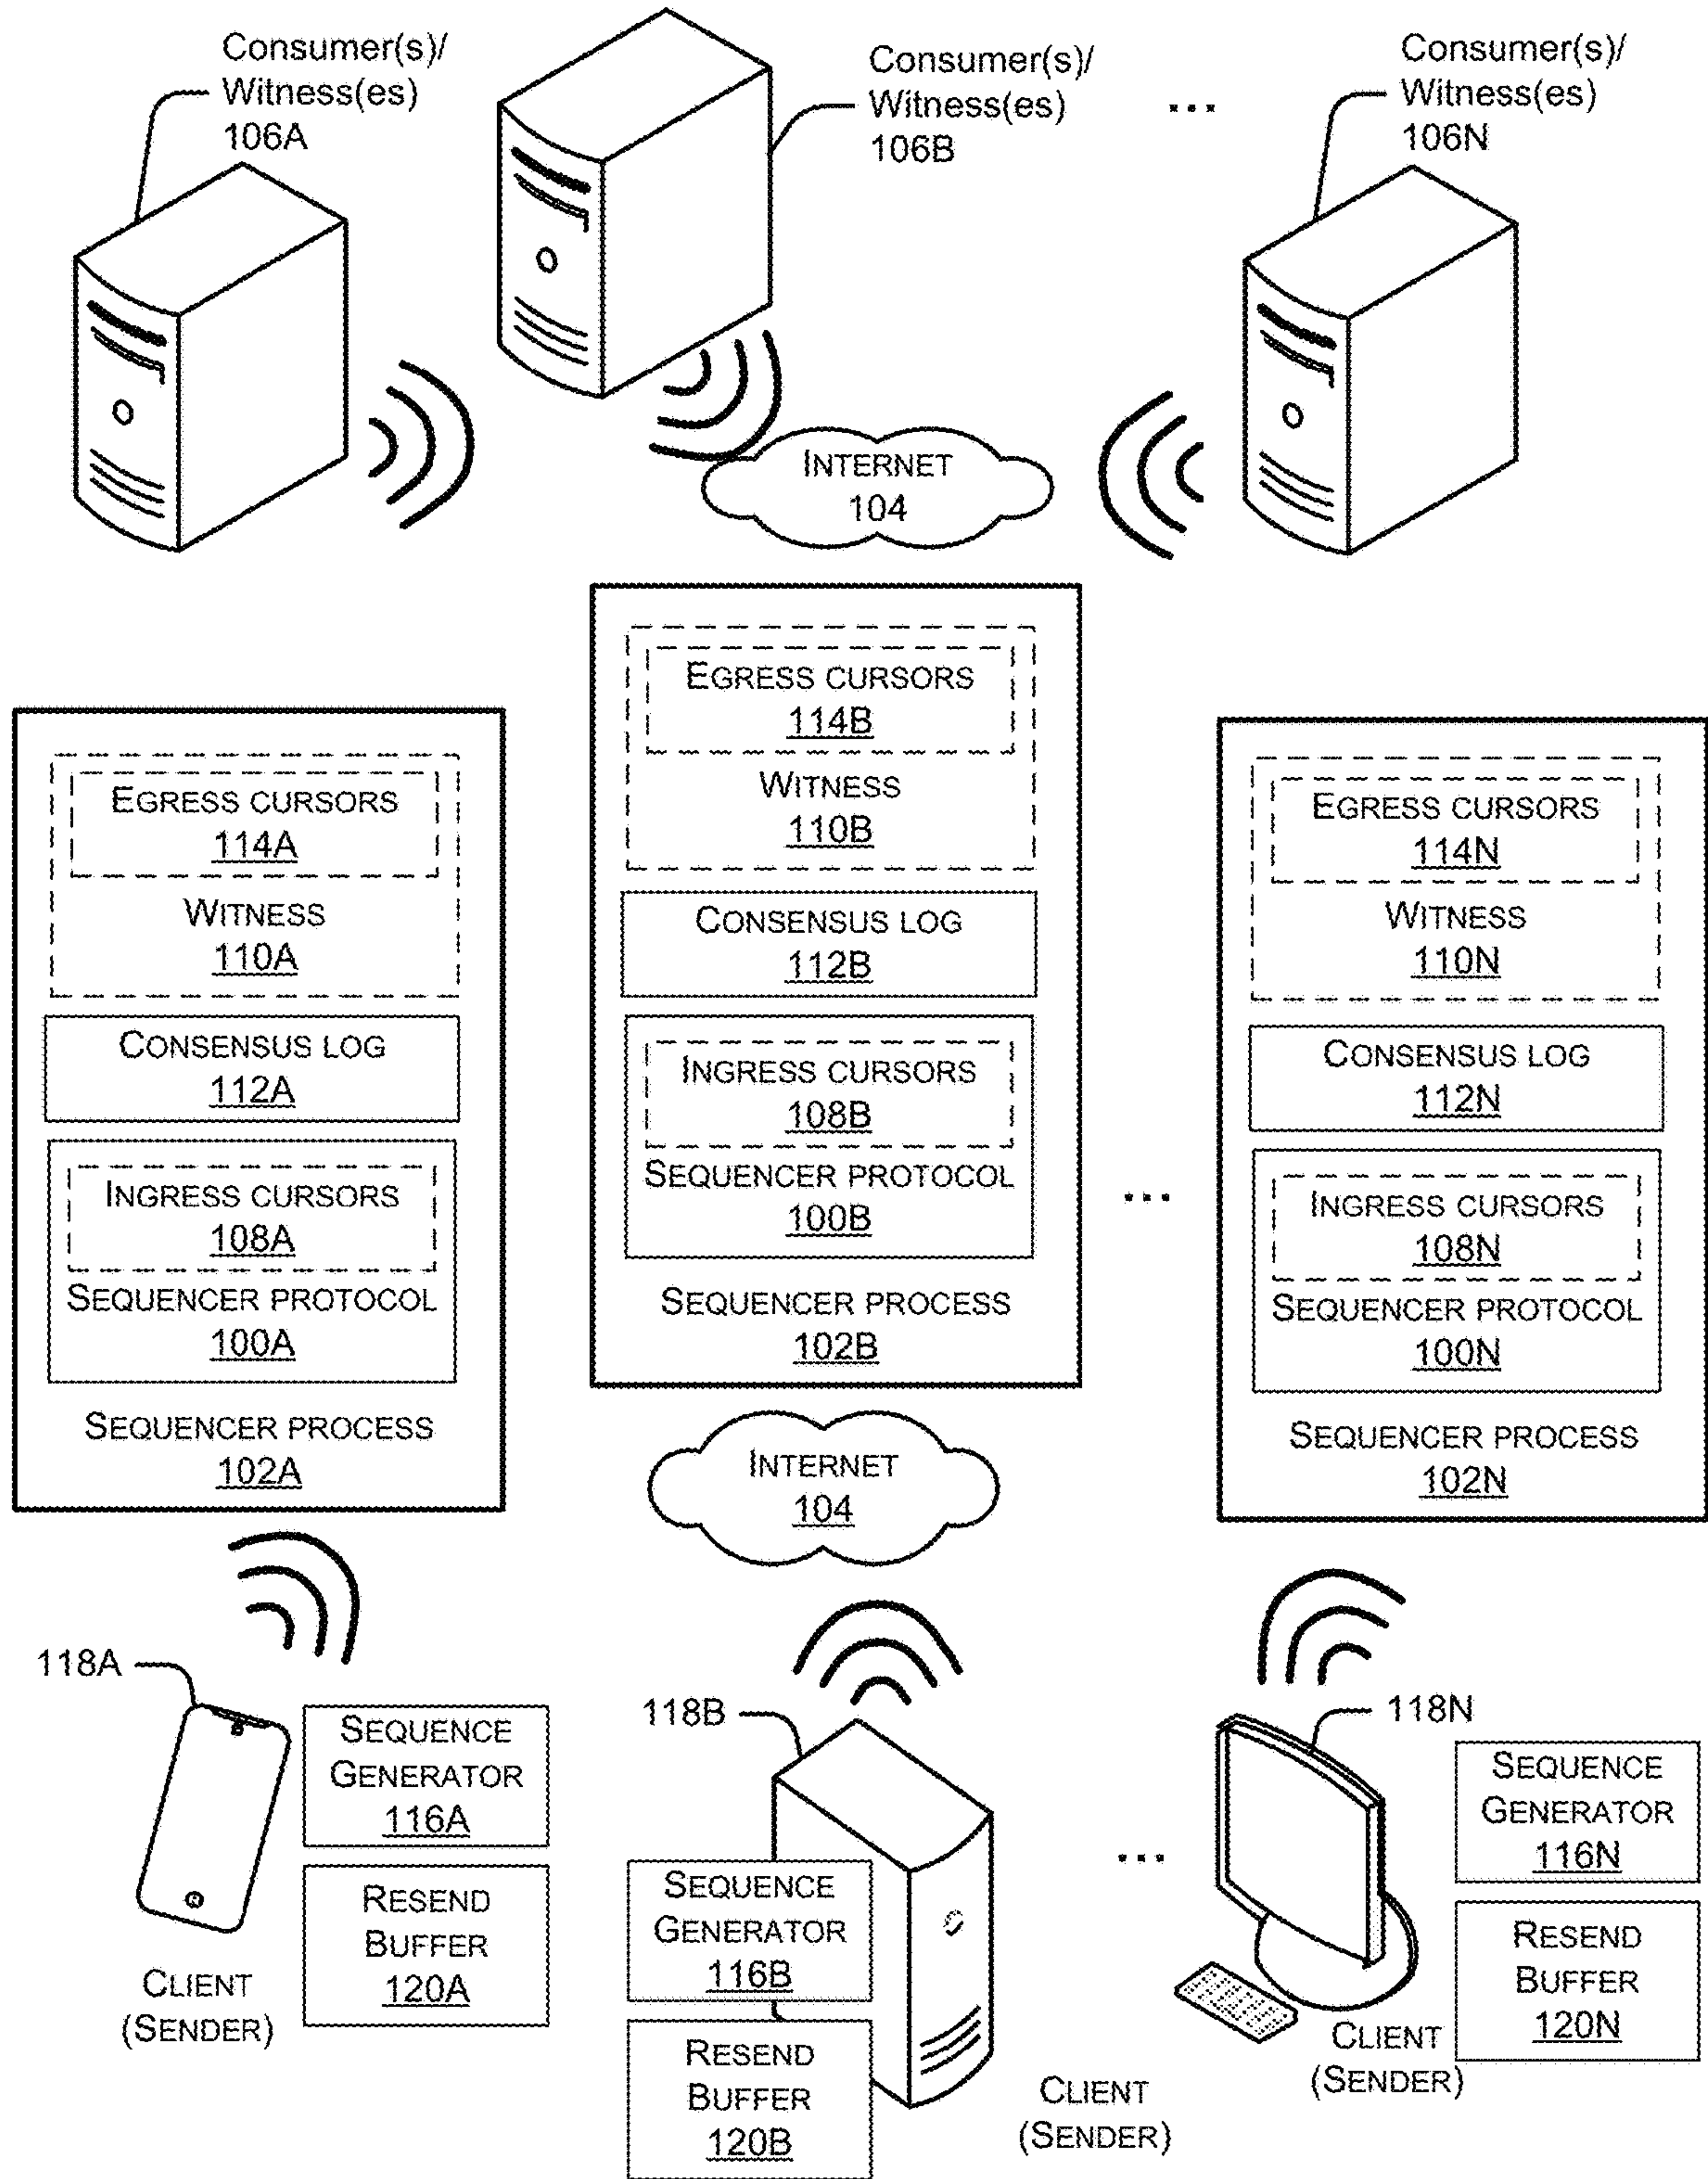 Consumer(s)/
Witness(es)
106A
Consumer(s)/
Witness(es)
106B
...
Consumer(s)/
Witness(es)
106N
INTERNET
104
EGRESS CURSORS
114A
WITNESS
110A
CONSENSUS LOG
112A
INGRESS CURSORS
108A
SEQUENCER PROTOCOL
100A
SEQUENCER PROCESS
102A
EGRESS CURSORS
114B
WITNESS
110B
CONSENSUS LOG
112B
INGRESS CURSORS
108B
SEQUENCER PROTOCOL
100B
SEQUENCER PROCESS
102B
...
EGRESS CURSORS
114N
WITNESS
110N
CONSENSUS LOG
112N
INGRESS CURSORS
108N
SEQUENCER PROTOCOL
100N
SEQUENCER PROCESS
102N
INTERNET
104
118A
SEQUENCE
GENERATOR
116A
RESEND
BUFFER
120A
CLIENT
(SENDER)
118B
SEQUENCE
GENERATOR
116B
RESEND
BUFFER
120B
CLIENT
(SENDER)
...
118N
SEQUENCE
GENERATOR
116N
RESEND
BUFFER
120N
CLIENT
(SENDER)